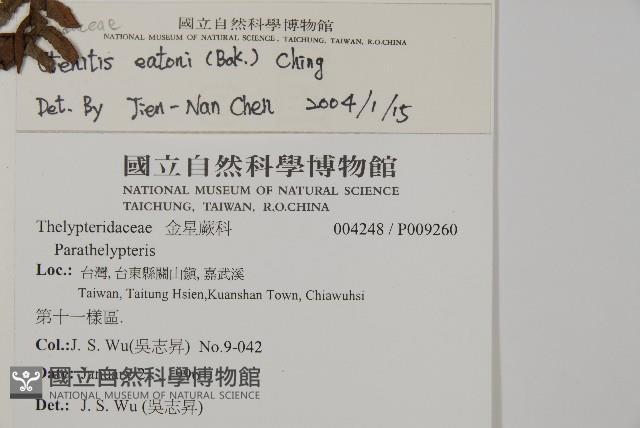 國立自然科學博物館
NATIONAL MUSEUM OF NATURAL SCIENCE, TAICHUNG, TAIWAN, R.O.CHINA
eatoni (Bak.) Ching
Det. By Jien-Nan Chen 2004/1/15
國立自然科學博物館
NATIONAL MUSEUM OF NATURAL SCIENCE
TAICHUNG, TAIWAN, R.O.CHINA
Thelypteridaceae 金星蕨科 004248 / P009260
Parathelypteris
Loc.: 台灣, 台東縣關山鎮, 嘉武溪
Taiwan, Taitung Hsien,Kuanshan Town, Chiawuhsi
第十一樣區.
Col.:J. S. Wu(吳志昇) No.9-042
Date: January
國立自然科學博物館
NATIONAL MUSEUM OF NATURAL SCIENCE
Det.: J. S. Wu (吳志昇)